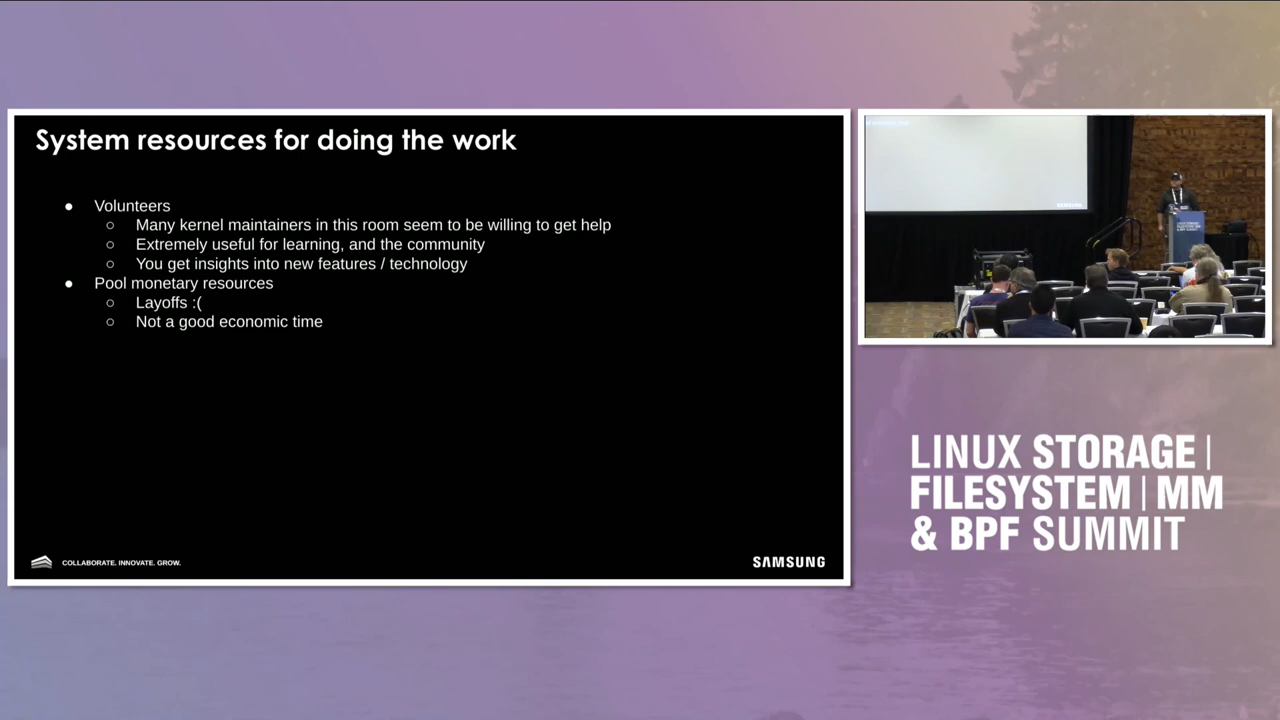 System resources for doing the work
● Volunteers
○ Many kernel maintainers in this room seem to be willing to get help
○ Extremely useful for learning, and the community
○ You get insights into new features / technology
● Pool monetary resources
○ Layoffs :(
○ Not a good economic time
COLLABORATE. INNOVATE. GROW.
SAMSUNG
SAMSUNG
LINUX STORAGE |
FILESYSTEM | MM
& BPF SUMMIT